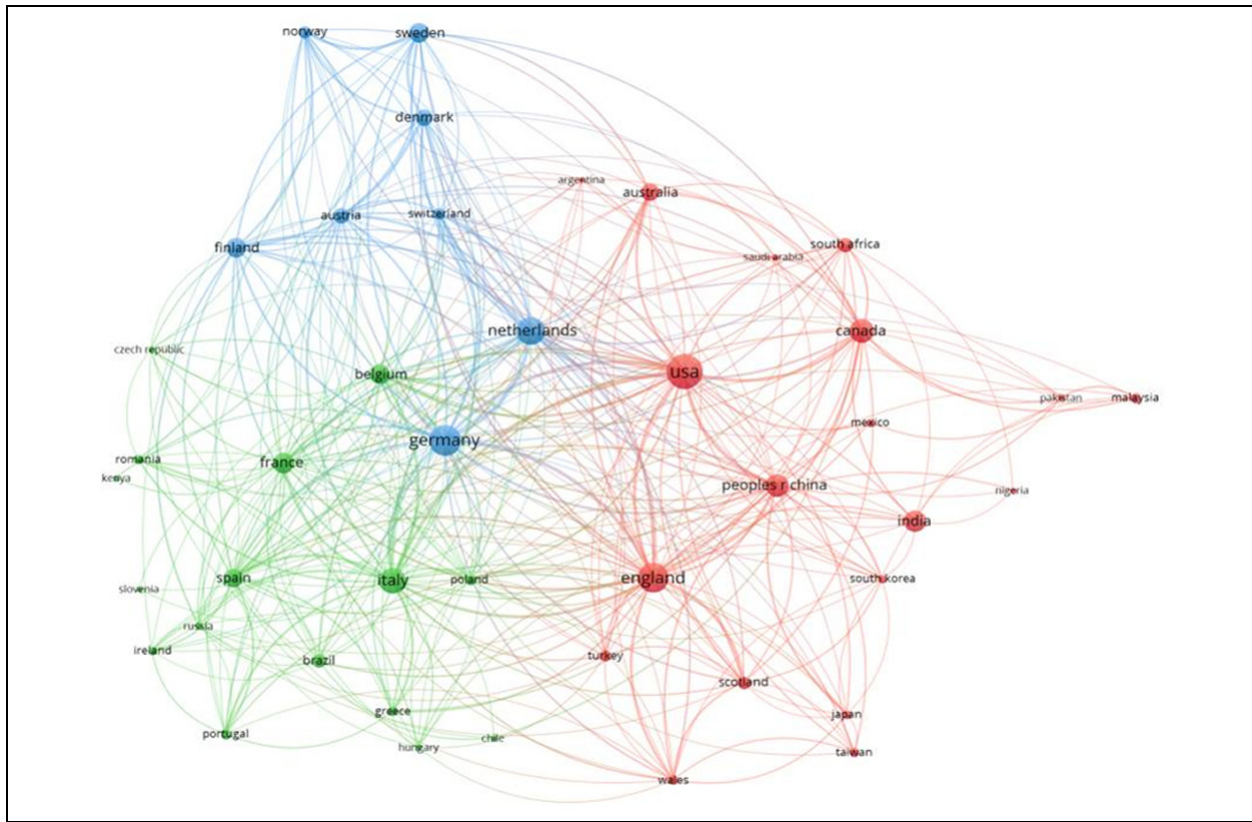 norway
sweden
denmark
argentina
australia
austria
switzerland
finland
south africa
saudi arabia
netherlands
canada
czech republic
belgium
usa
pakistan
malaysia
mexico
germany
romania
france
kenya
peoples r china
nigeria
india
spain
italy
poland
england
south korea
slovenia
russia
ireland
brazil
turkey
scotland
greece
japan
portugal
hungary
chile
taiwan
wales